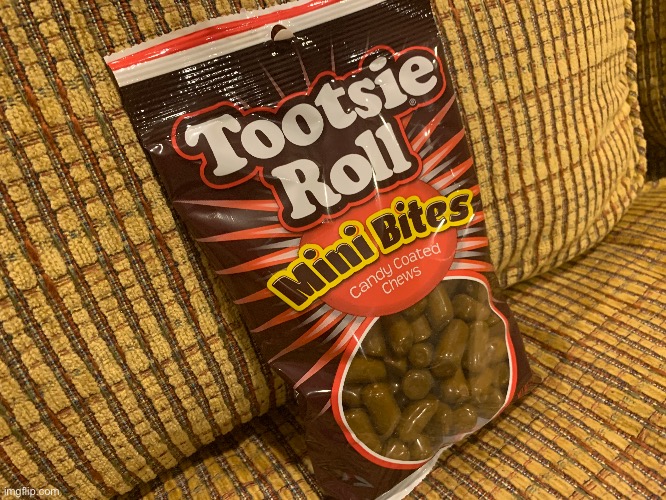 Tootsie
Roll®
Mini Bites
Candy Coated
Chews
imgflip.com